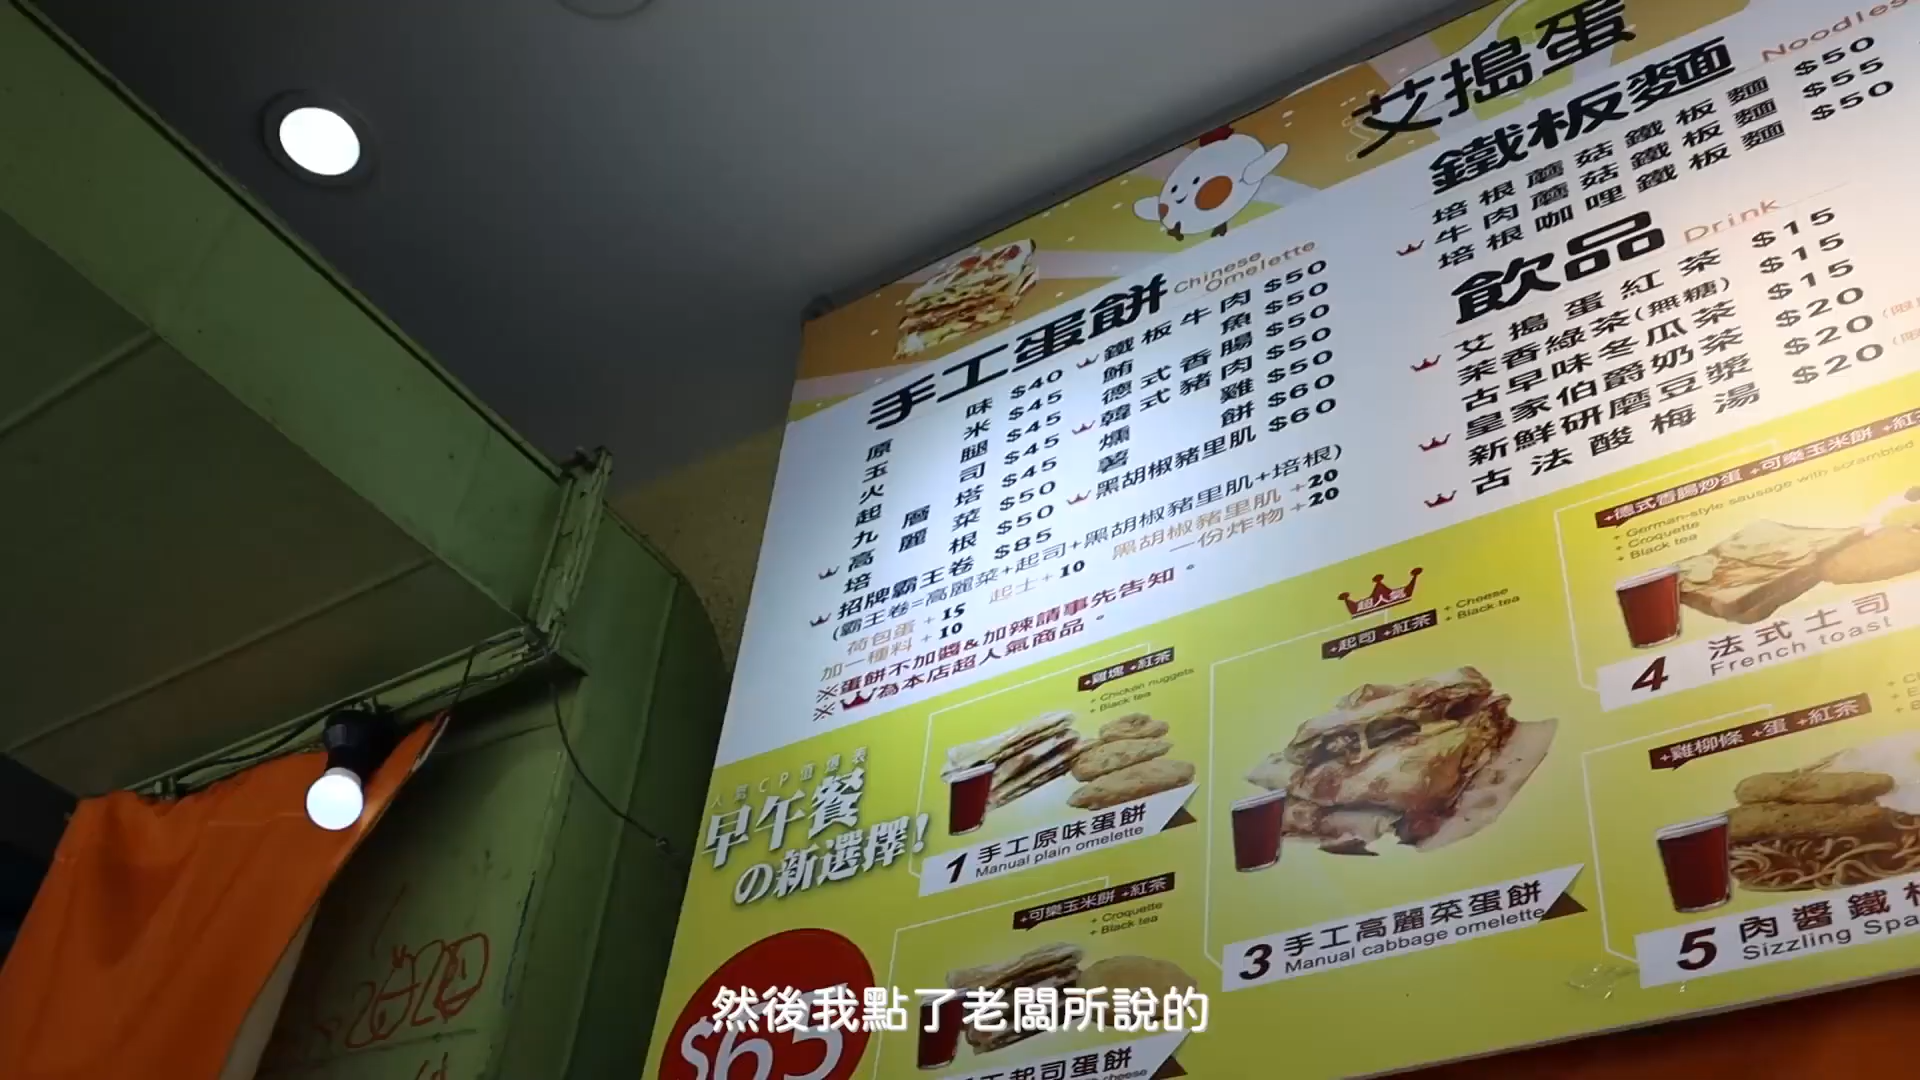 艾搗蛋
手工蛋餅 Chinese Omelette
原味 $40
玉米 $45
火腿 $45
起司 $45
九層塔 $45
高麗菜 $50
培根 $50
招牌霸王卷 $85
(霸王卷=高麗菜+起司+黑胡椒豬里肌+培根)
鐵板牛肉 $50
鮪魚 $50
德式香腸 $50
韓式豬肉 $50
燻雞 $50
薯餅 $60
黑胡椒豬里肌 $60
荷包蛋 +15 起士+10 黑胡椒豬里肌 +20
加一種料 +10 一份炸物 +20
※蛋餅不加醬&加辣請事先告知。
※為本店超人氣商品。
鐵板麵 Noodles
培根蘑菇鐵板麵 $50
牛肉蘑菇鐵板麵 $55
培根咖哩鐵板麵 $50
飲品 Drink
艾搗蛋紅茶 $15
茉香綠茶(無糖) $15
古早味冬瓜茶 $15
皇家伯爵奶茶 $20
新鮮研磨豆漿 $20
古法酸梅湯 $20
人氣CP值爆表
早午餐
の新選擇!
+雞塊 +紅茶
+ Chicken nuggets
+ Black tea
1 手工原味蛋餅
Manual plain omelette
+可樂玉米餅 +紅茶
+ Croquette
+ Black tea
起司蛋餅
cheese
超人氣
+起司 +紅茶
+ Cheese
+ Black tea
3 手工高麗菜蛋餅
Manual cabbage omelette
+德式香腸炒蛋 +可樂玉米餅 +紅
+ German-style sausage with scrambled
+ Croquette
+ Black tea
4 法式土司
French toast
+雞柳條 +蛋 +紅茶
5 肉醬鐵
Sizzling Spa
然後我點了老闆所說的